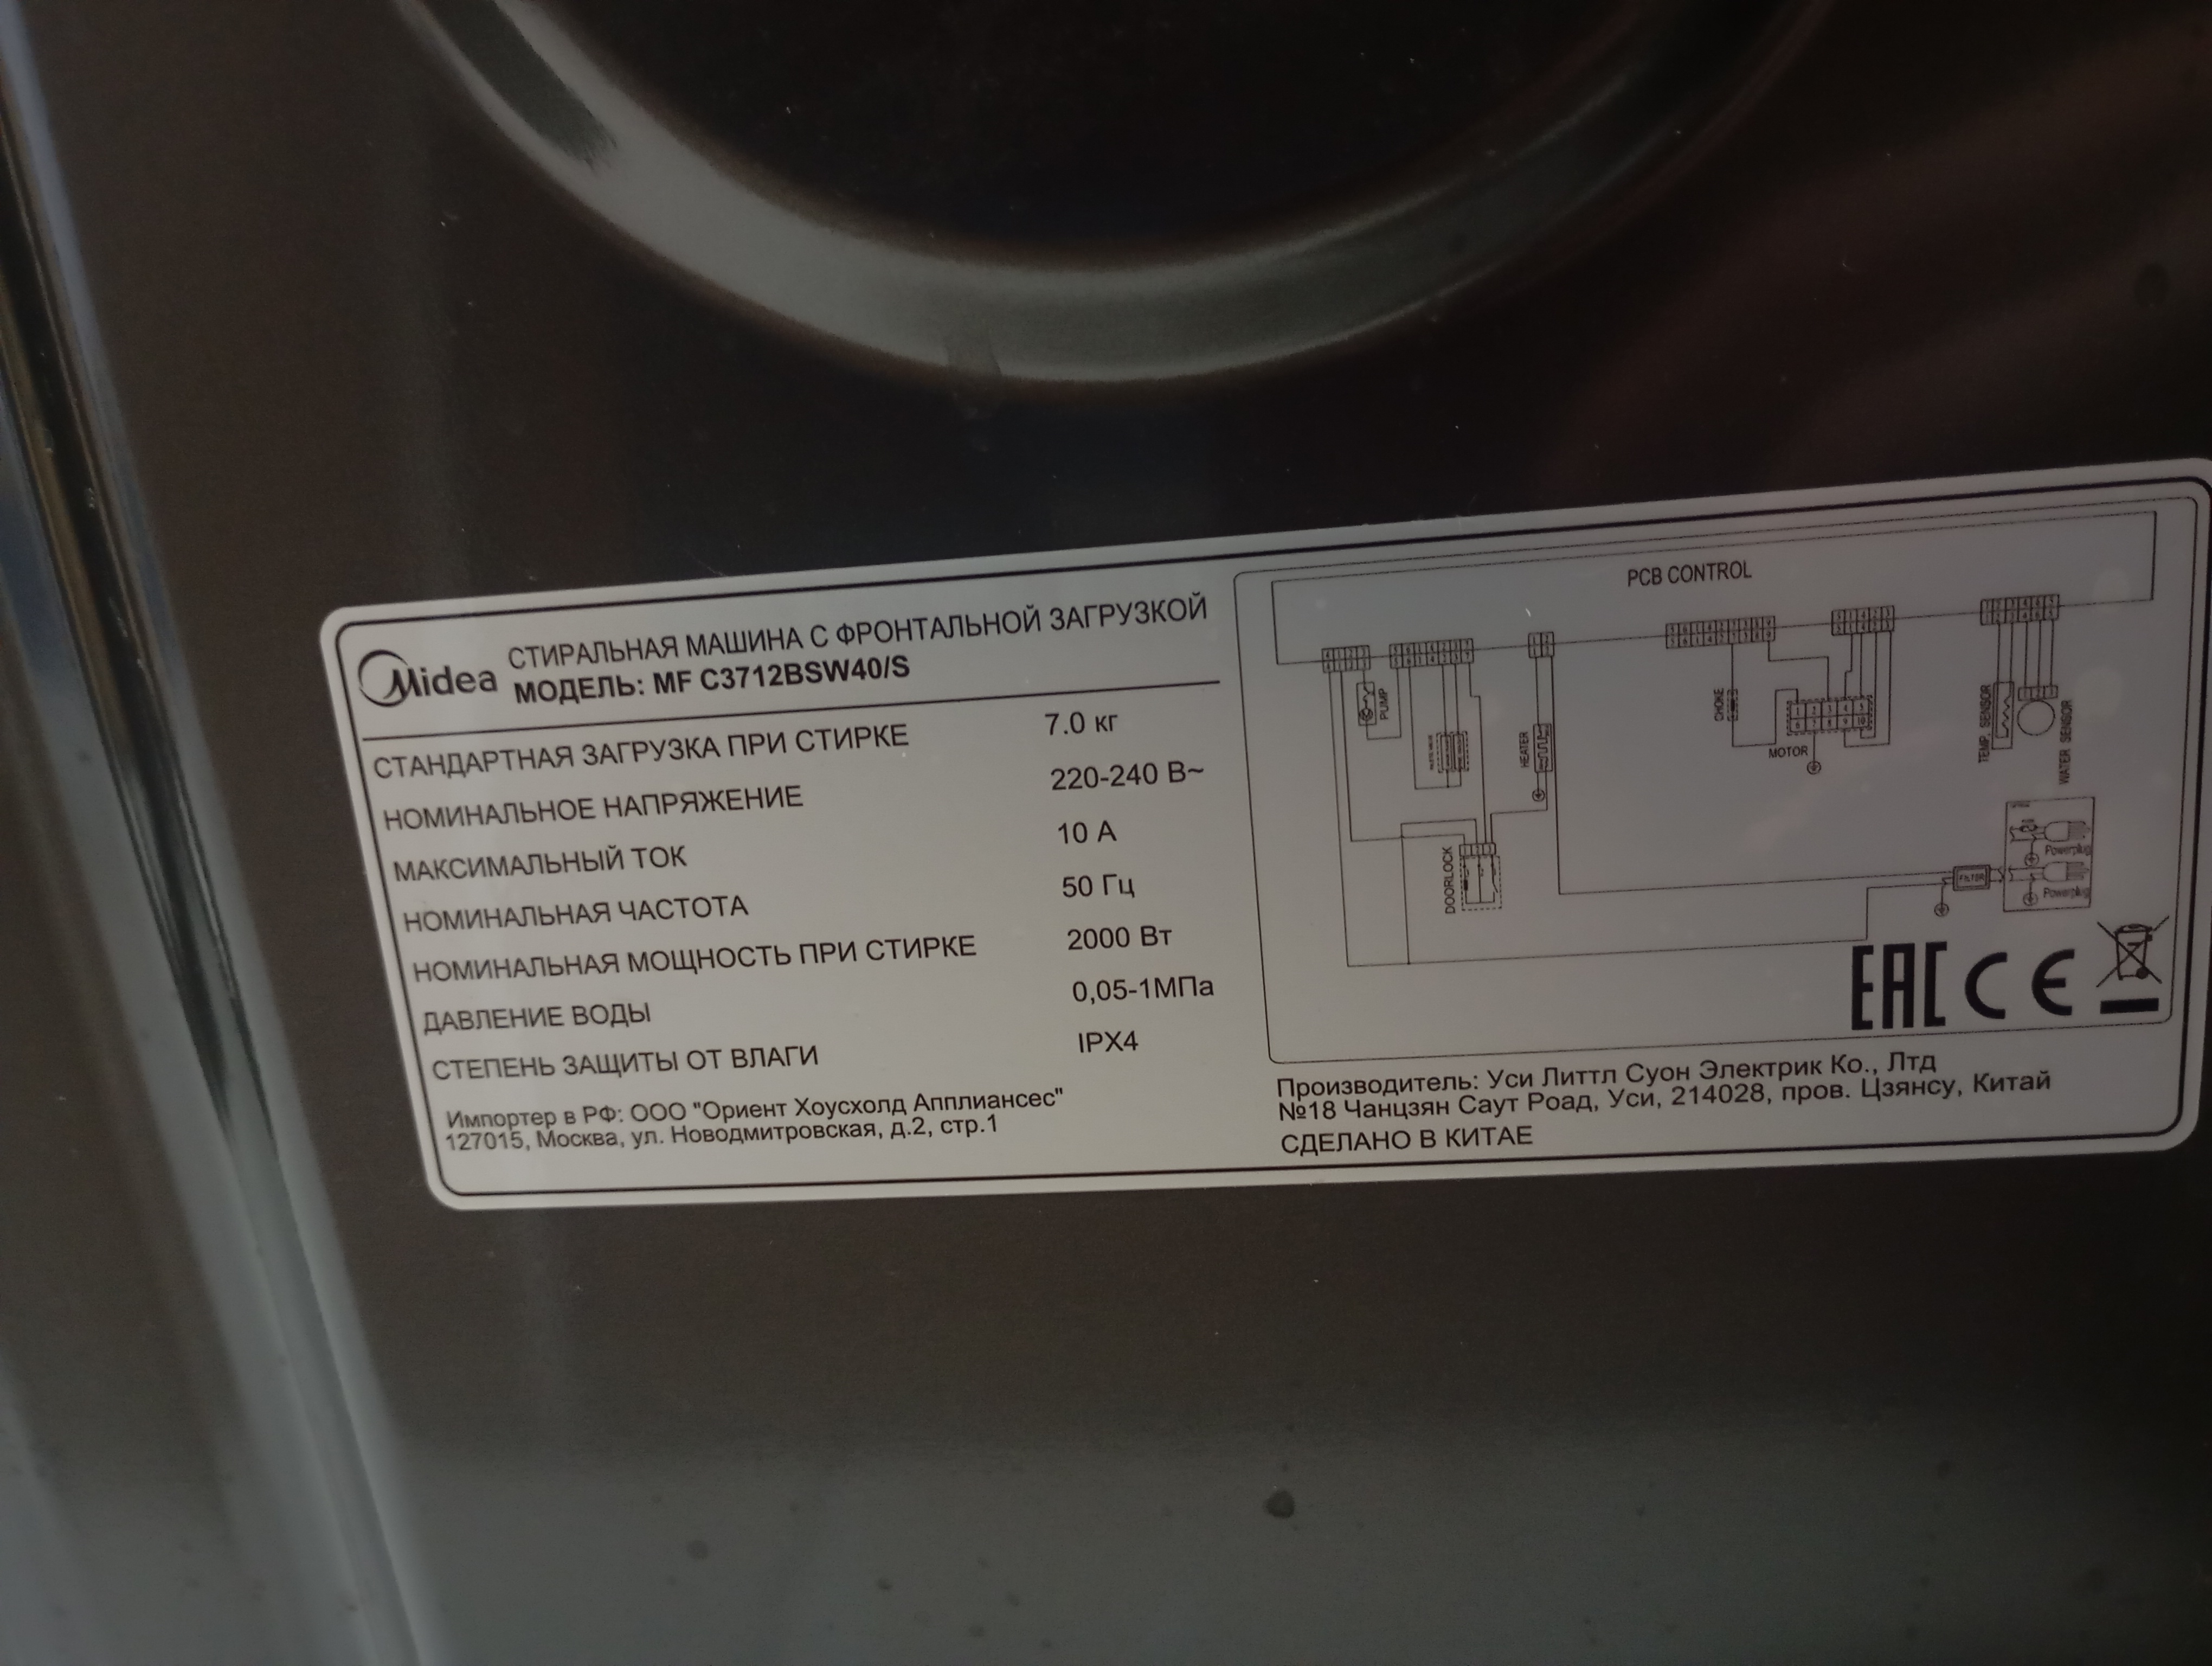 Midea
СТИРАЛЬНАЯ МАШИНА С ФРОНТАЛЬНОЙ ЗАГРУЗКОЙ
МОДЕЛЬ: MF C3712BSW40/S
СТАНДАРТНАЯ ЗАГРУЗКА ПРИ СТИРКЕ 7.0 кг
НОМИНАЛЬНОЕ НАПРЯЖЕНИЕ 220-240 В~
МАКСИМАЛЬНЫЙ ТОК 10 А
НОМИНАЛЬНАЯ ЧАСТОТА 50 Гц
НОМИНАЛЬНАЯ МОЩНОСТЬ ПРИ СТИРКЕ 2000 Вт
ДАВЛЕНИЕ ВОДЫ 0,05-1МПа
СТЕПЕНЬ ЗАЩИТЫ ОТ ВЛАГИ IPX4
Импортер в РФ: ООО "Ориент Хоусхолд Апплиансес"
127015, Москва, ул. Новодмитровская, д.2, стр.1
PCB CONTROL
PUMP
HEATER
CHOKE
MOTOR
TEMP. SENSOR
WATER SENSOR
DOORLOCK
FILTER
Powerplug
Powerplug
EAC CE
Производитель: Уси Литтл Суон Электрик Ко., Лтд
№18 Чанцзян Саут Роад, Уси, 214028, пров. Цзянсу, Китай
СДЕЛАНО В КИТАЕ